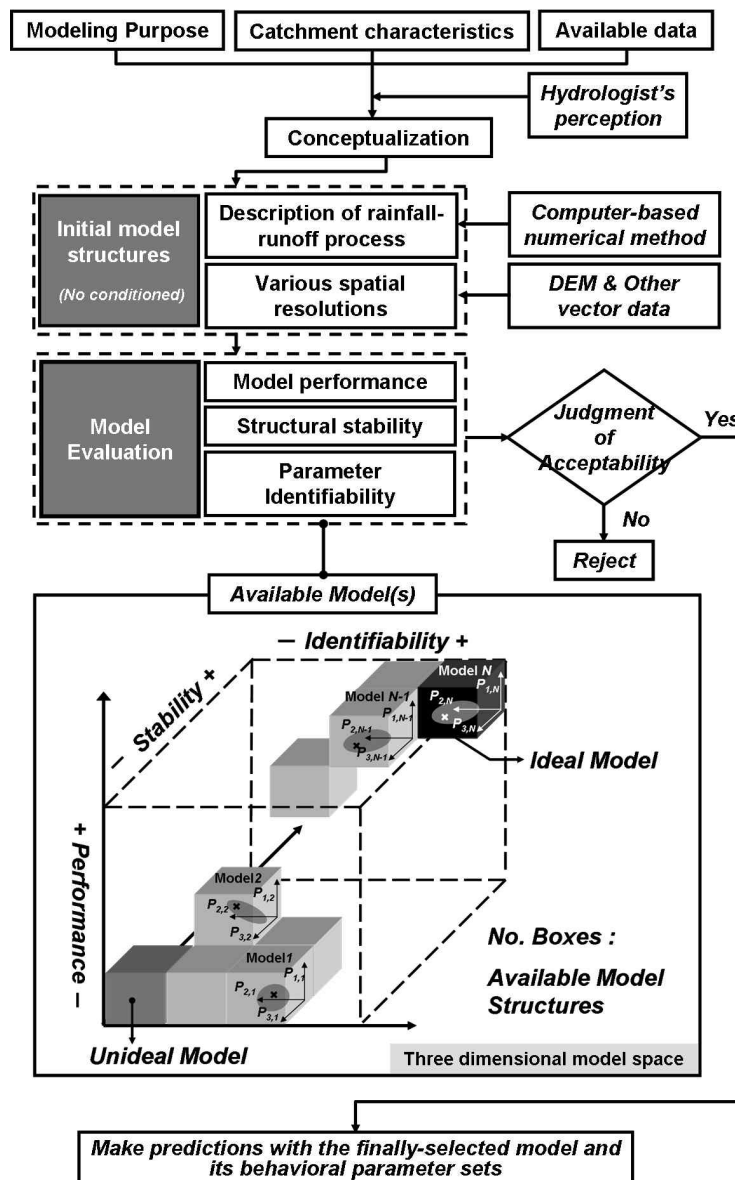 Modeling Purpose
Catchment characteristics
Available data
Hydrologist's
perception
Conceptualization
Initial model
structures
(No conditioned)
Description of rainfall-
runoff process
Computer-based
numerical method
Various spatial
resolutions
DEM & Other
vector data
Model
Evaluation
Model performance
Structural stability
Parameter
Identifiability
Judgment
of
Acceptability
Yes
No
Reject
Available Model(s)
— Identifiability +
— Stability +
+ Performance —
Model N
P1,N
P2,N
P3,N
Model N-1
P1,N-1
P2,N-1
P3,N-1
Ideal Model
Model2
P1,2
P2,2
P3,2
Model1
P1,1
P2,1
P3,1
Unideal Model
No. Boxes :
Available Model
Structures
Three dimensional model space
Make predictions with the finally-selected model and
its behavioral parameter sets